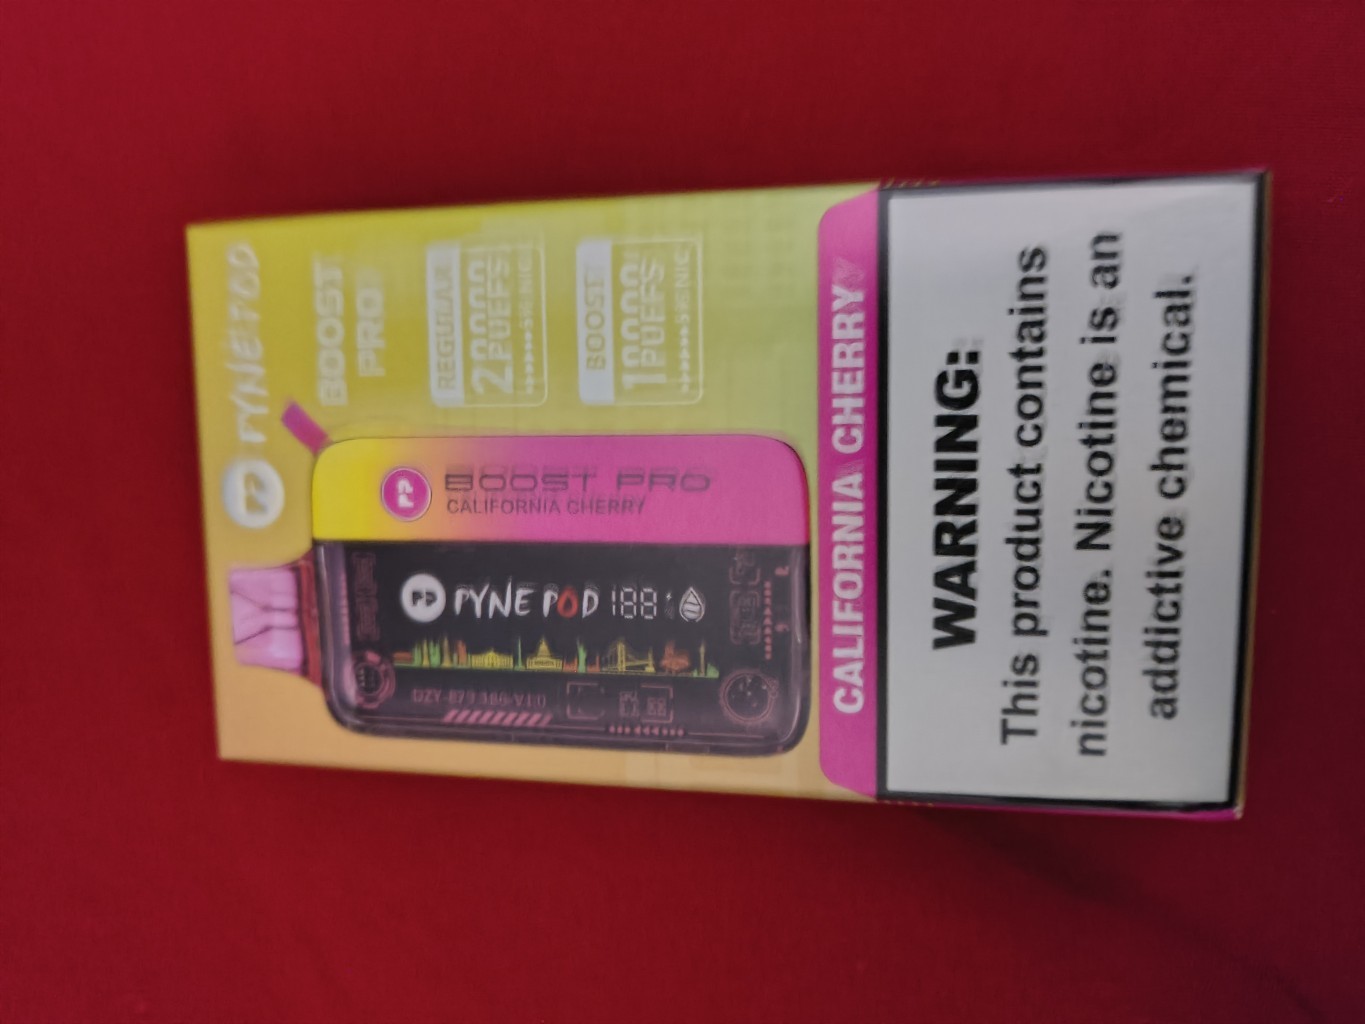 PYNE POD
BOOST
PRO
REGULAR
20000
PUFFS
BOOST
10000
PUFFS
BOOST PRO
CALIFORNIA CHERRY
PYNE POD 188
CALIFORNIA CHERRY
WARNING:
This product contains
nicotine. Nicotine is an
addictive chemical.